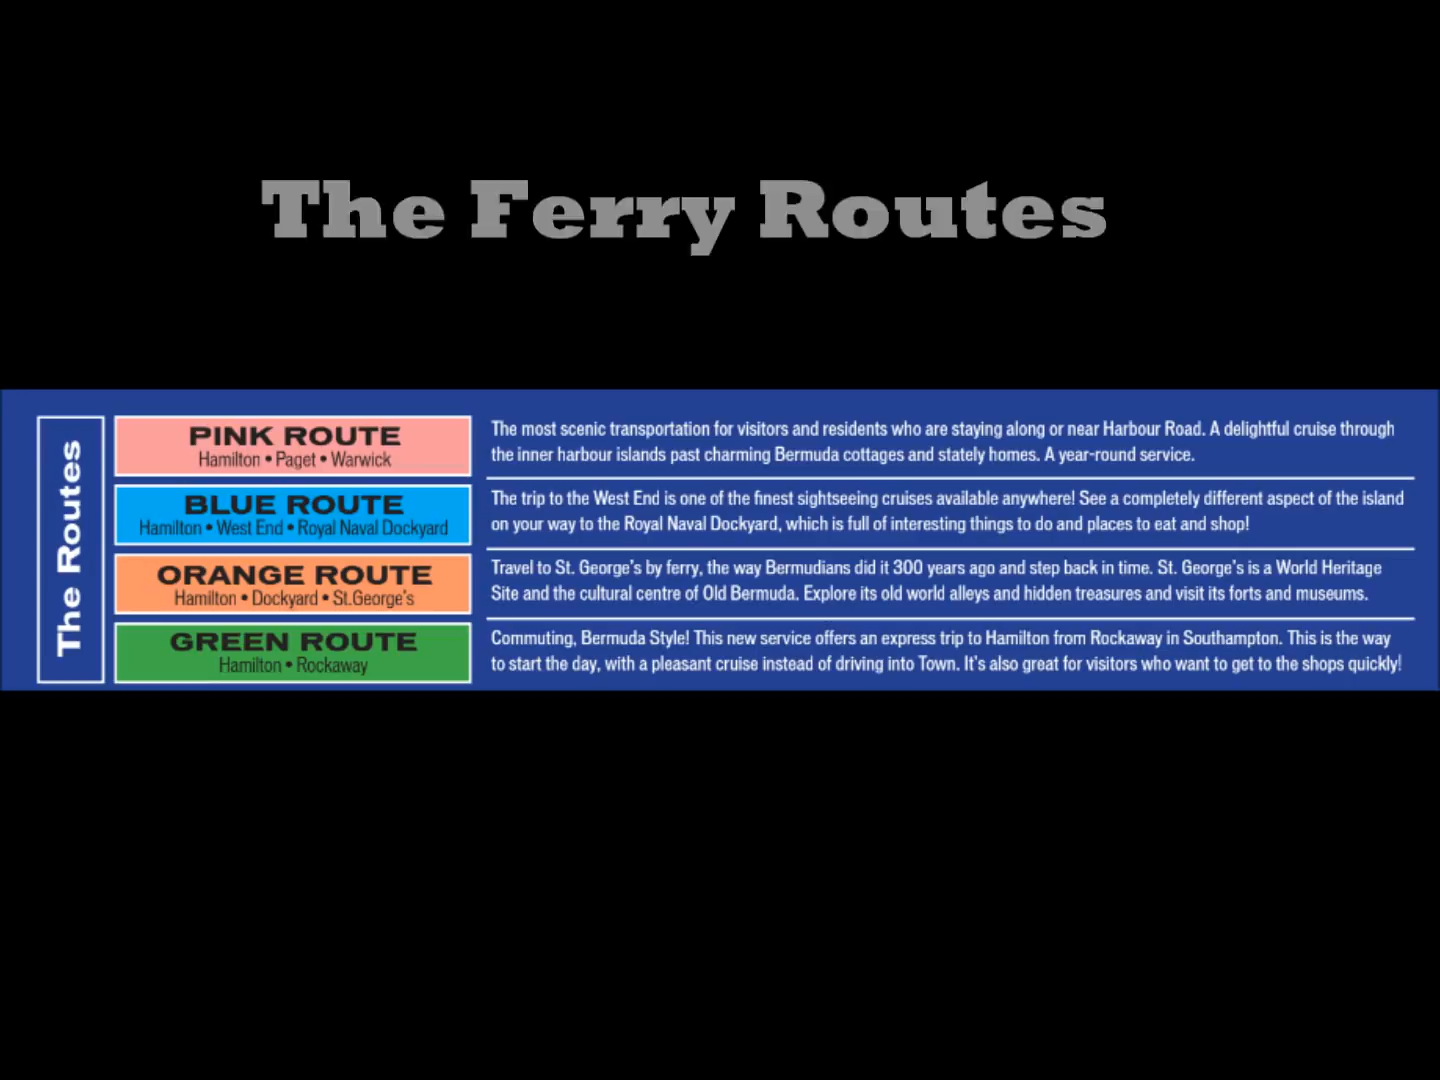 The Ferry Routes
The Routes
PINK ROUTE
Hamilton • Paget • Warwick
The most scenic transportation for visitors and residents who are staying along or near Harbour Road. A delightful cruise through
the inner harbour islands past charming Bermuda cottages and stately homes. A year-round service.
BLUE ROUTE
Hamilton • West End • Royal Naval Dockyard
The trip to the West End is one of the finest sightseeing cruises available anywhere! See a completely different aspect of the island
on your way to the Royal Naval Dockyard, which is full of interesting things to do and places to eat and shop!
ORANGE ROUTE
Hamilton • Dockyard • St.George's
Travel to St. George's by ferry, the way Bermudians did it 300 years ago and step back in time. St. George's is a World Heritage
Site and the cultural centre of Old Bermuda. Explore its old world alleys and hidden treasures and visit its forts and museums.
GREEN ROUTE
Hamilton • Rockaway
Commuting, Bermuda Style! This new service offers an express trip to Hamilton from Rockaway in Southampton. This is the way
to start the day, with a pleasant cruise instead of driving into Town. It's also great for visitors who want to get to the shops quickly!